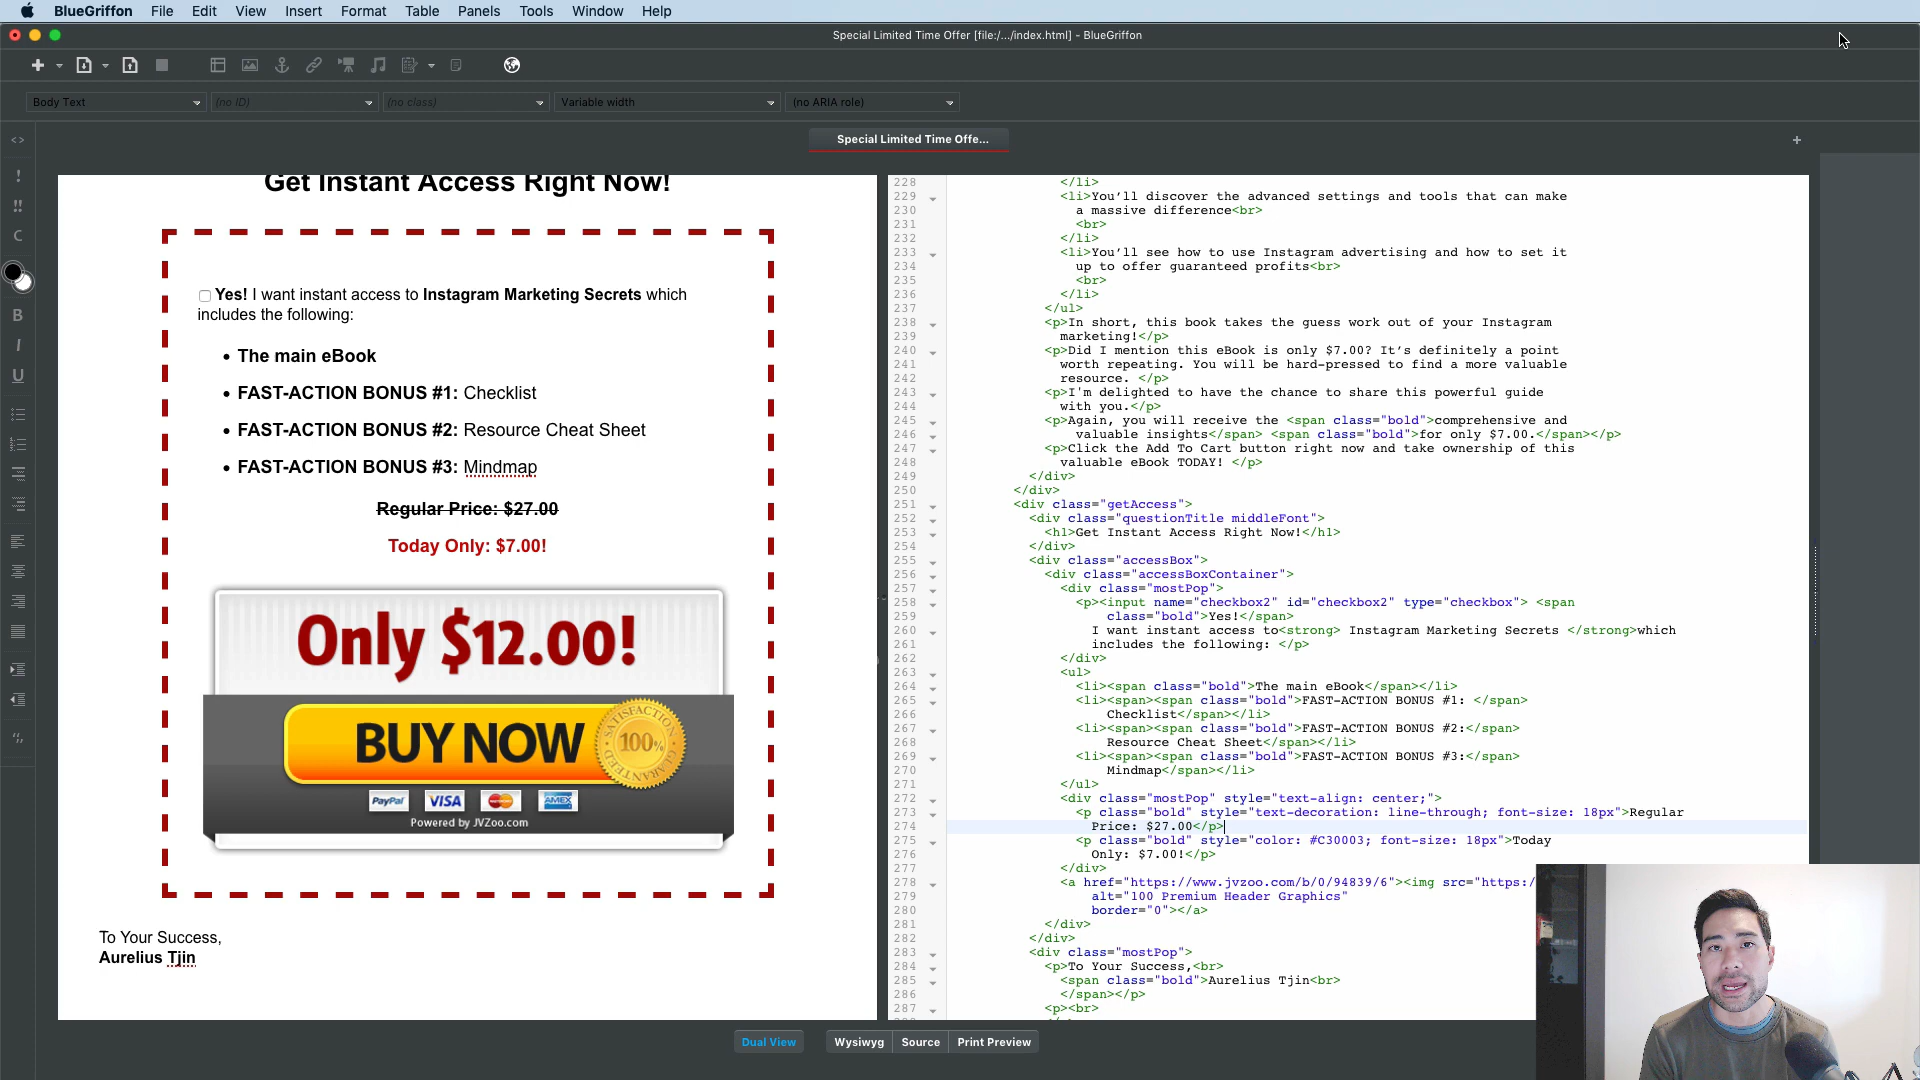 BlueGriffon File Edit View Insert Format Table Panels Tools Window Help
Special Limited Time Offer [file:/.../index.html] - BlueGriffon
Body Text (no ID) (no class) Variable width (no ARIA role)
Special Limited Time Offe...
Get Instant Access Right Now!
Yes! I want instant access to Instagram Marketing Secrets which
includes the following:
• The main eBook
• FAST-ACTION BONUS #1: Checklist
• FAST-ACTION BONUS #2: Resource Cheat Sheet
• FAST-ACTION BONUS #3: Mindmap
Regular Price: $27.00
Today Only: $7.00!
Only $12.00!
BUY NOW
SATISFACTION
100%
GUARANTEED
PayPal VISA MasterCard AMEX
Powered by JVZoo.com
To Your Success,
Aurelius Tjin
228 </li>
229 <li>You’ll discover the advanced settings and tools that can make
230 a massive difference<br>
231 <br>
232 </li>
233 <li>You’ll see how to use Instagram advertising and how to set it
234 up to offer guaranteed profits<br>
235 <br>
236 </li>
237 </ul>
238 <p>In short, this book takes the guess work out of your Instagram
239 marketing!</p>
240 <p>Did I mention this eBook is only $7.00? It’s definitely a point
241 worth repeating. You will be hard-pressed to find a more valuable
242 resource. </p>
243 <p>I'm delighted to have the chance to share this powerful guide
244 with you.</p>
245 <p>Again, you will receive the <span class="bold">comprehensive and
246 valuable insights</span> <span class="bold">for only $7.00.</span></p>
247 <p>Click the Add To Cart button right now and take ownership of this
248 valuable eBook TODAY! </p>
249 </div>
250 </div>
251 <div class="getAccess">
252 <div class="questionTitle middleFont">
253 <h1>Get Instant Access Right Now!</h1>
254 </div>
255 <div class="accessBox">
256 <div class="accessBoxContainer">
257 <div class="mostPop">
258 <p><input name="checkbox2" id="checkbox2" type="checkbox"> <span
259 class="bold">Yes!</span>
260 I want instant access to<strong> Instagram Marketing Secrets </strong>which
261 includes the following: </p>
262 </div>
263 <ul>
264 <li><span class="bold">The main eBook</span></li>
265 <li><span><span class="bold">FAST-ACTION BONUS #1: </span>
266 Checklist</span></li>
267 <li><span><span class="bold">FAST-ACTION BONUS #2:</span>
268 Resource Cheat Sheet</span></li>
269 <li><span><span class="bold">FAST-ACTION BONUS #3:</span>
270 Mindmap</span></li>
271 </ul>
272 <div class="mostPop" style="text-align: center;">
273 <p class="bold" style="text-decoration: line-through; font-size: 18px">Regular
274 Price: $27.00</p>
275 <p class="bold" style="color: #C30003; font-size: 18px">Today
276 Only: $7.00!</p>
277 </div>
278 <a href="https://www.jvzoo.com/b/0/94839/6"><img src="https:/
279 alt="100 Premium Header Graphics"
280 border="0"></a>
281 </div>
282 </div>
283 <div class="mostPop">
284 <p>To Your Success,<br>
285 <span class="bold">Aurelius Tjin<br>
286 </span></p>
287 <p><br>
Dual View Wysiwyg Source Print Preview